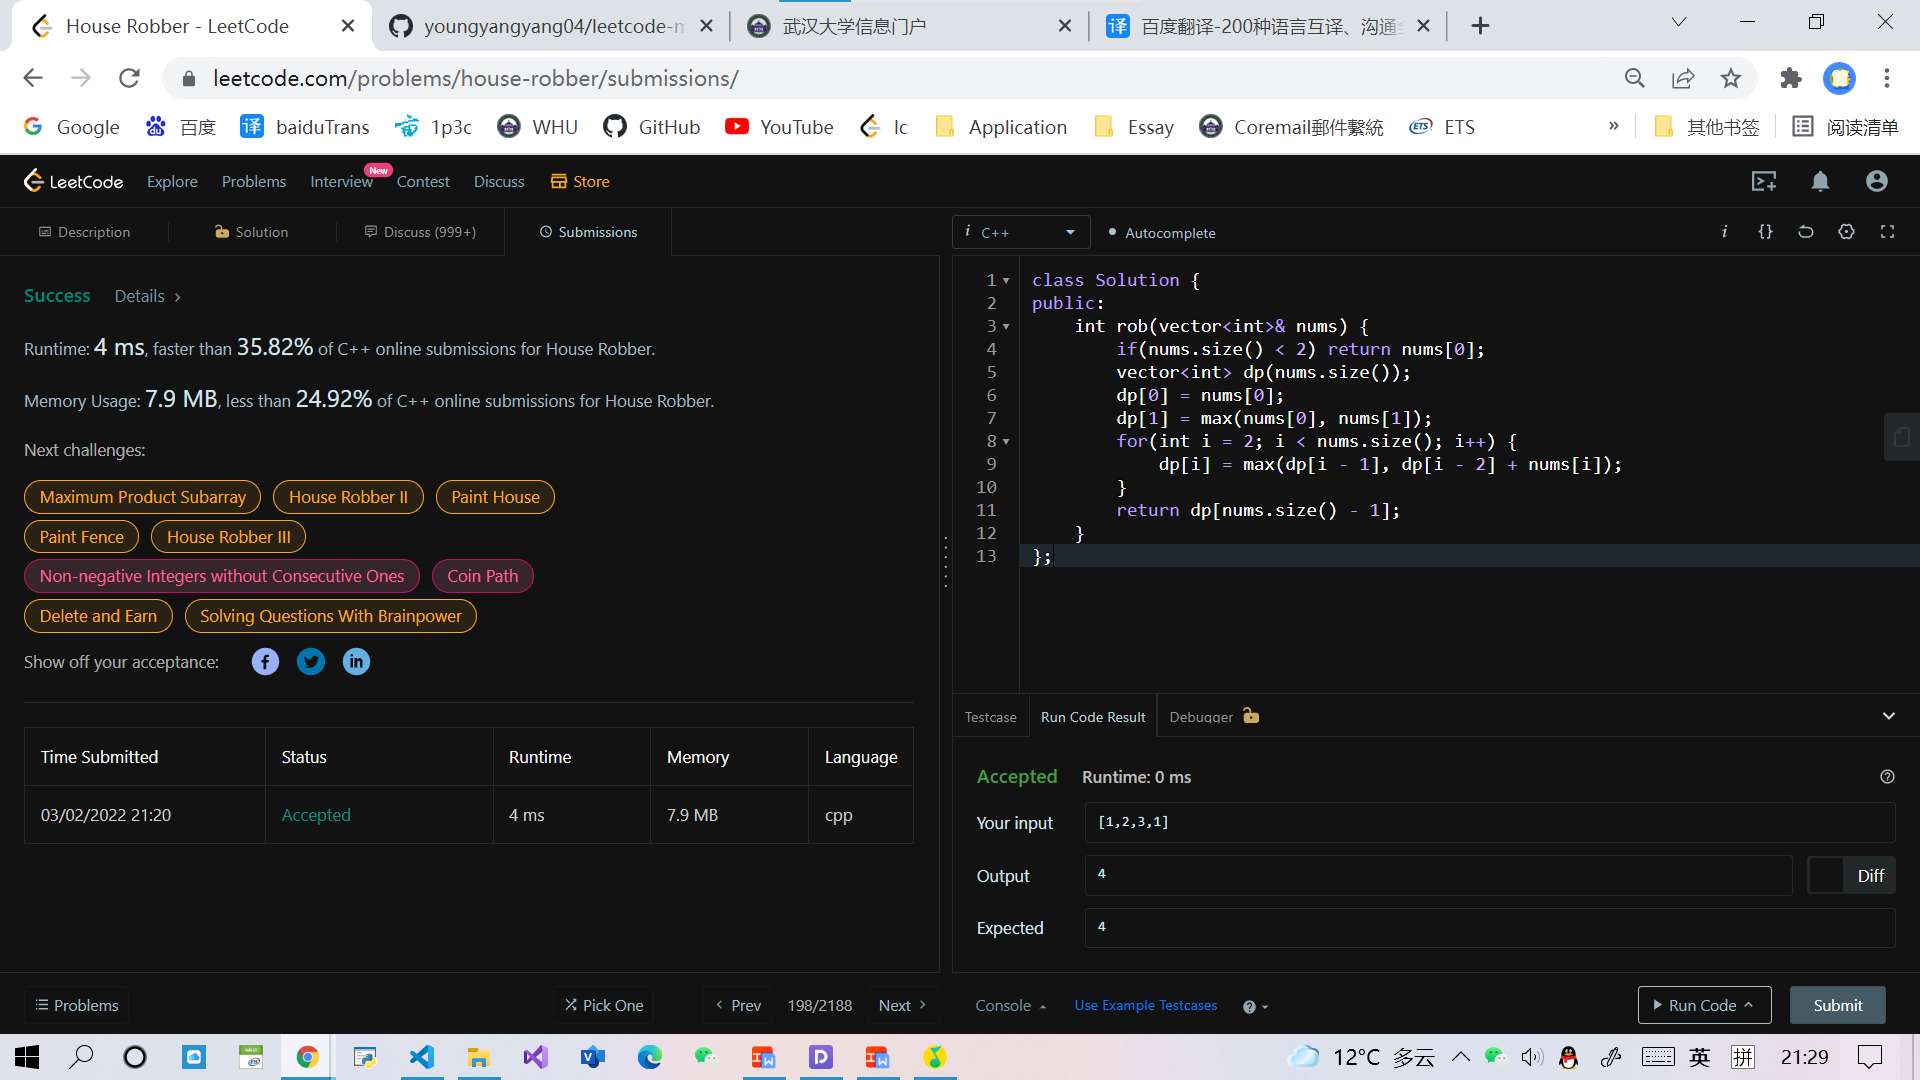 House Robber - LeetCode
youngyangyang04/leetcode-m
武汉大学信息门户
百度翻译-200种语言互译、沟通
leetcode.com/problems/house-robber/submissions/
Google 百度 baiduTrans 1p3c WHU GitHub YouTube lc Application Essay Coremail郵件繫統 ETS » 其他书签 阅读清单
LeetCode Explore Problems Interview New Contest Discuss Store
Description Solution Discuss (999+) Submissions
i C++ Autocomplete
Success Details >
Runtime: 4 ms, faster than 35.82% of C++ online submissions for House Robber.
Memory Usage: 7.9 MB, less than 24.92% of C++ online submissions for House Robber.
Next challenges:
Maximum Product Subarray House Robber II Paint House
Paint Fence House Robber III
Non-negative Integers without Consecutive Ones Coin Path
Delete and Earn Solving Questions With Brainpower
Show off your acceptance:
Time Submitted Status Runtime Memory Language
03/02/2022 21:20 Accepted 4 ms 7.9 MB cpp
1 class Solution {
2 public:
3     int rob(vector<int>& nums) {
4         if(nums.size() < 2) return nums[0];
5         vector<int> dp(nums.size());
6         dp[0] = nums[0];
7         dp[1] = max(nums[0], nums[1]);
8         for(int i = 2; i < nums.size(); i++) {
9             dp[i] = max(dp[i - 1], dp[i - 2] + nums[i]);
10         }
11         return dp[nums.size() - 1];
12     }
13 };
Testcase Run Code Result Debugger
Accepted Runtime: 0 ms
Your input [1,2,3,1]
Output 4 Diff
Expected 4
Problems Pick One < Prev 198/2188 Next >
Console Use Example Testcases Run Code Submit
12°C 多云 英 拼 21:29